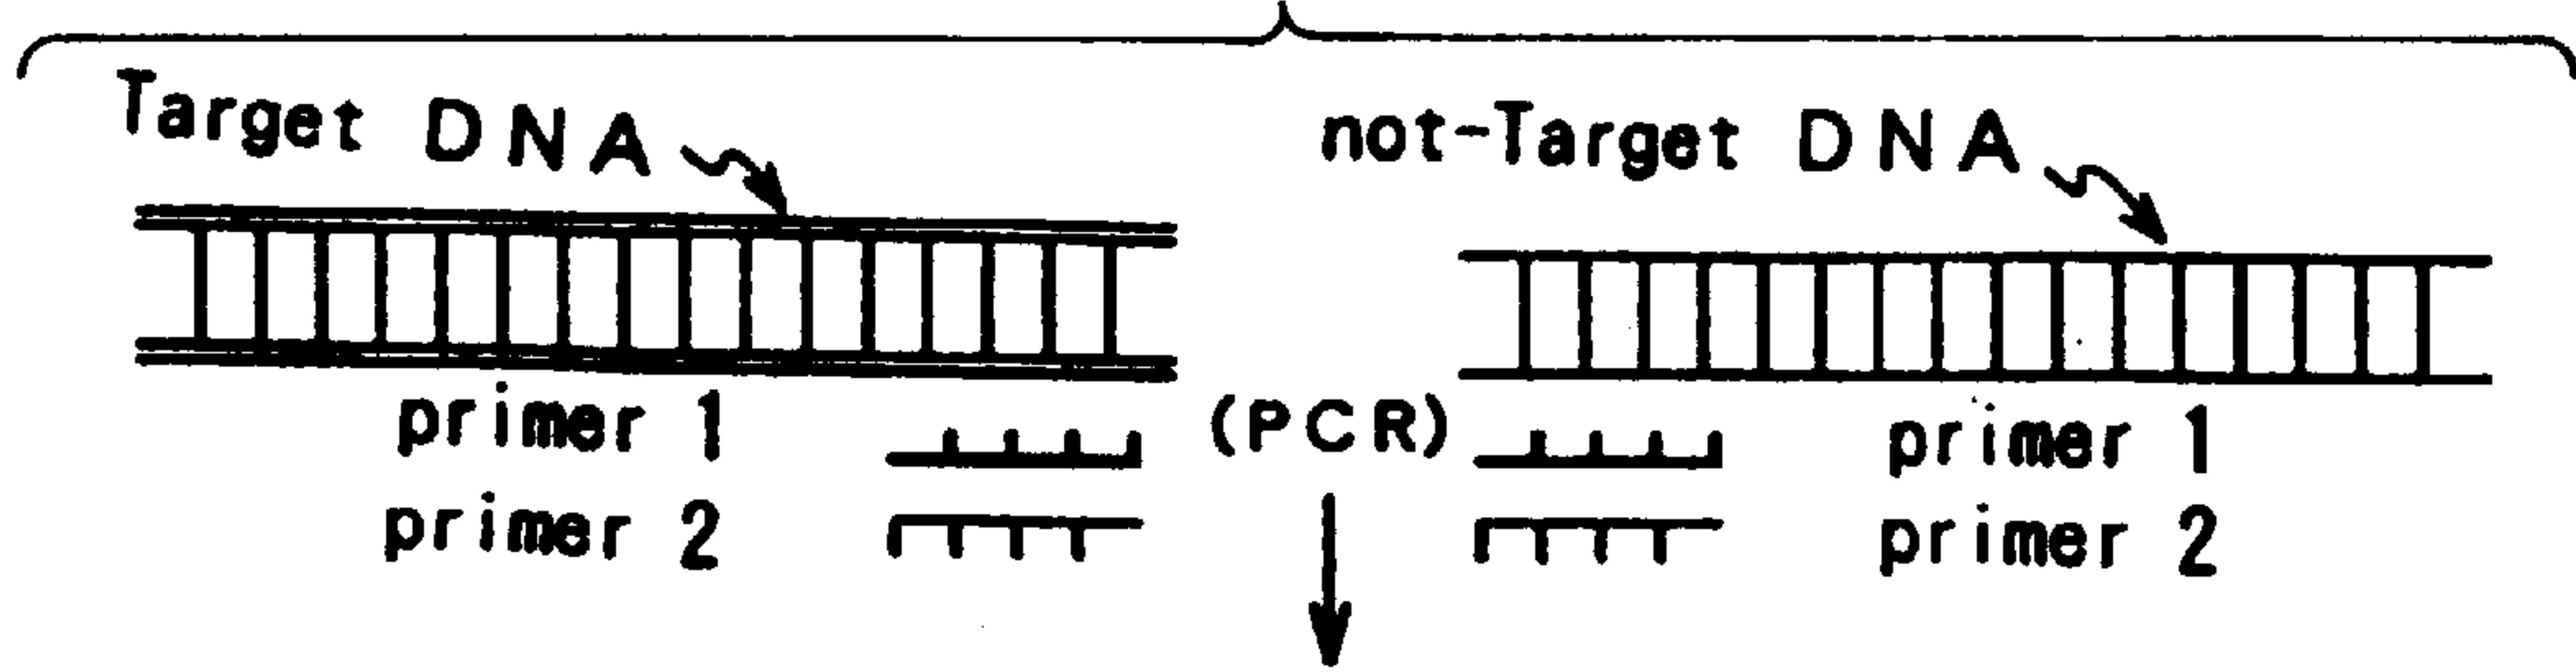 Target DNA
not-Target DNA
primer 1
(PCR)
primer 1
primer 2
primer 2